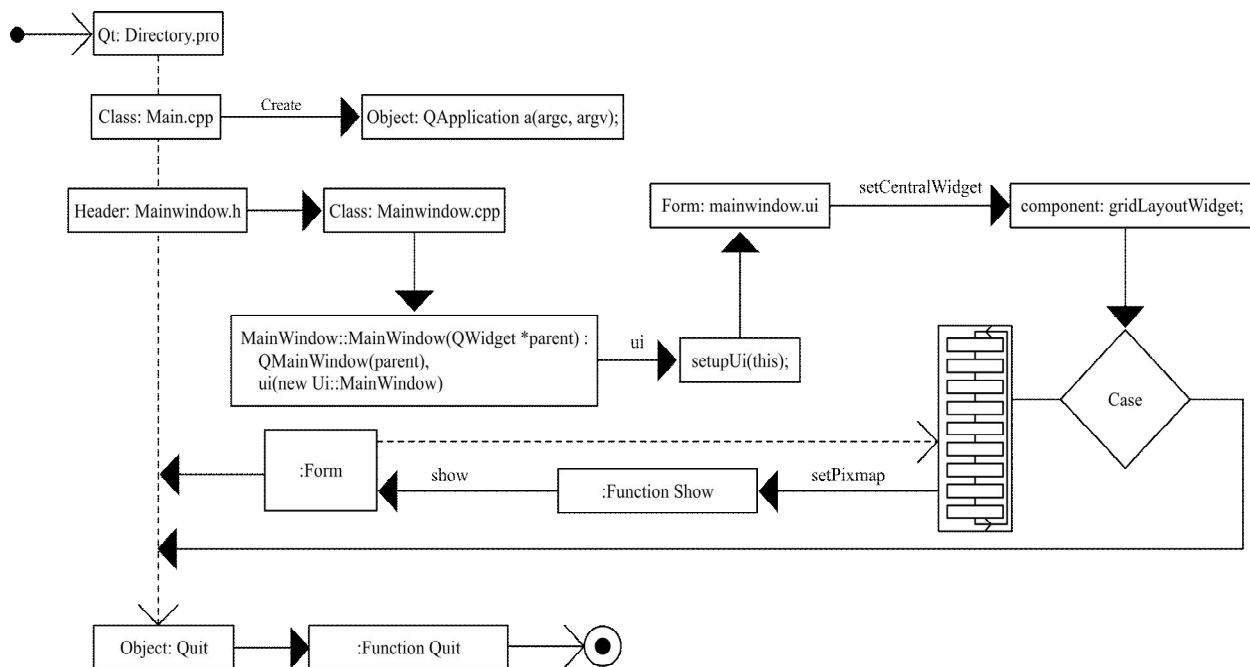 Qt: Directory.pro
Class: Main.cpp
Create
Object: QApplication a(argc, argv);
Header: Mainwindow.h
Class: Mainwindow.cpp
Form: mainwindow.ui
setCentralWidget
component: gridLayoutWidget;
MainWindow::MainWindow(QWidget *parent) :
QMainWindow(parent),
ui(new Ui::MainWindow)
ui
setupUi(this);
Case
:Form
show
:Function Show
setPixmap
Object: Quit
:Function Quit